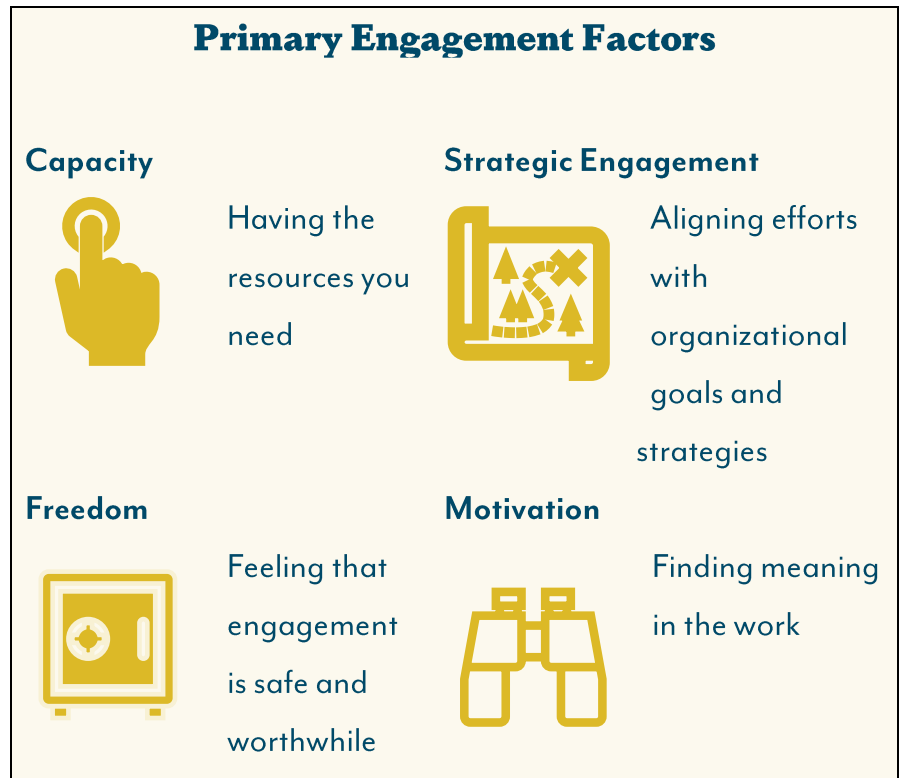 Primary Engagement Factors
Capacity
Having the
resources you
need
Strategic Engagement
Aligning efforts
with
organizational
goals and
strategies
Freedom
Feeling that
engagement
is safe and
worthwhile
Motivation
Finding meaning
in the work